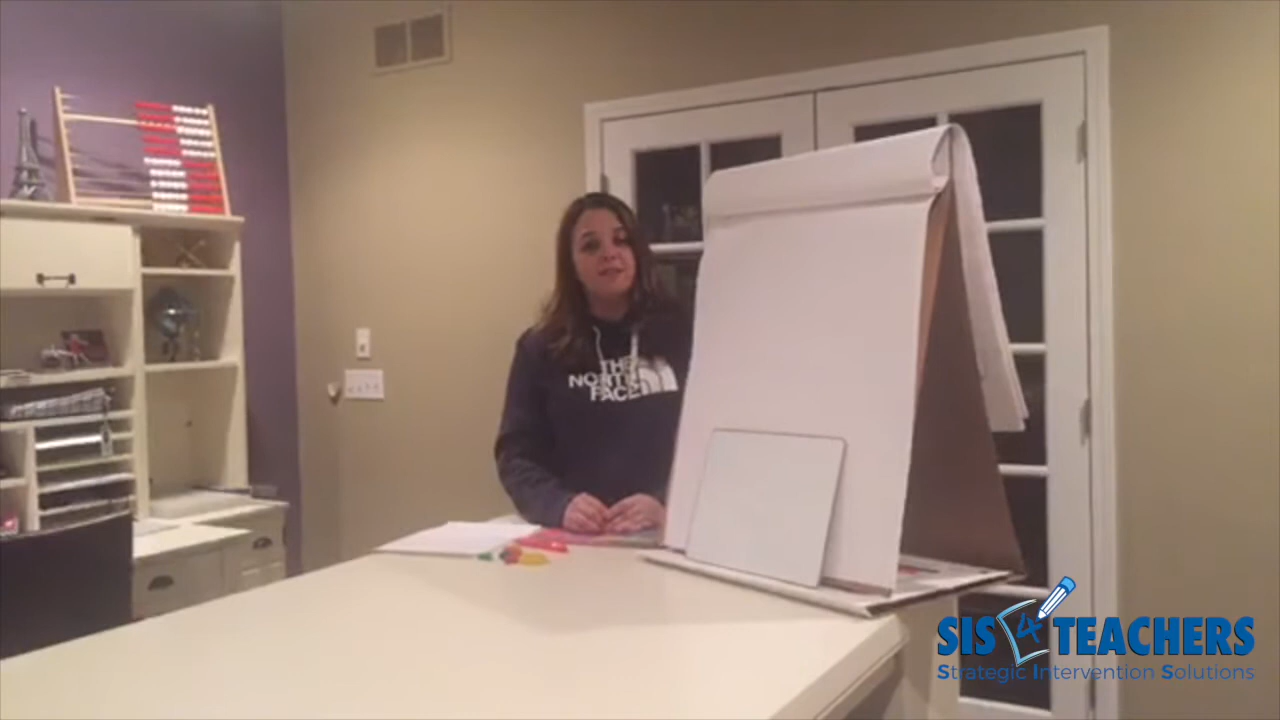 THE
NORTH
FACE
SIS4TEACHERS
Strategic Intervention Solutions